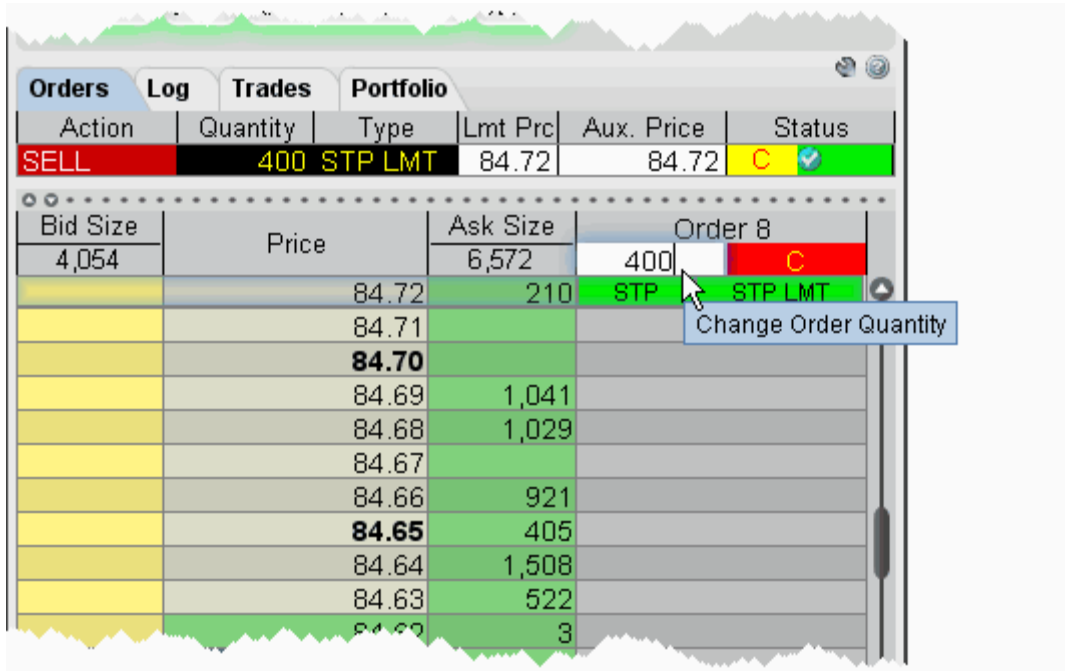 Orders Log Trades Portfolio
Action Quantity Type Lmt Prc Aux. Price Status
SELL 400 STP LMT 84.72 84.72 C
Bid Size Price Ask Size Order 8
4,054 6,572 400 C
84.72 210 STP STP LMT
Change Order Quantity
84.71
84.70
84.69 1,041
84.68 1,029
84.67
84.66 921
84.65 405
84.64 1,508
84.63 522
3